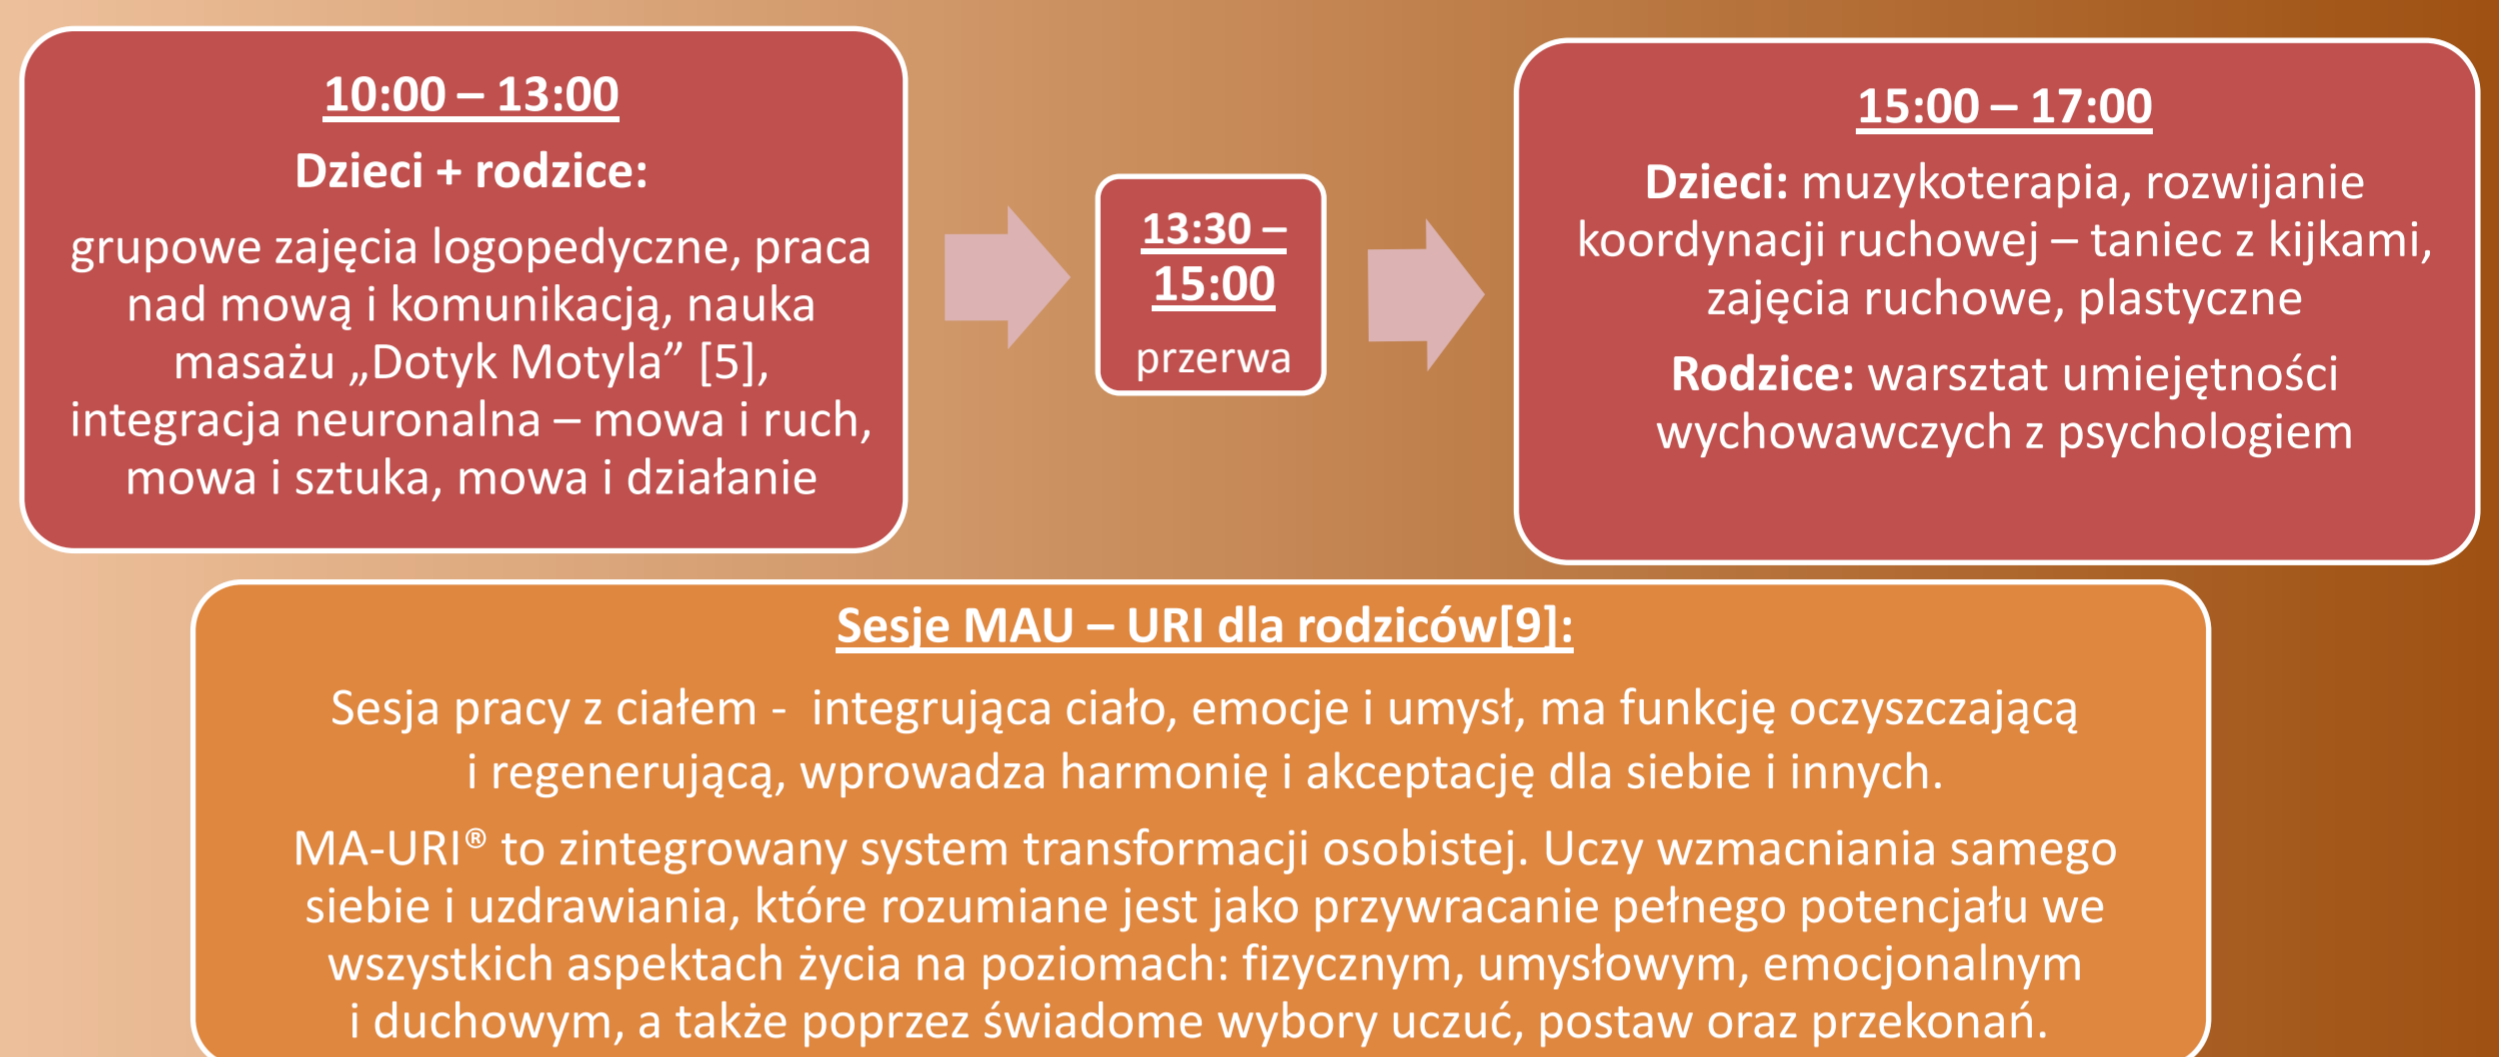 10:00 – 13:00
Dzieci + rodzice:
grupowe zajęcia logopedyczne, praca
nad mową i komunikacją, nauka
masażu „Dotyk Motyla” [5],
integracja neuronalna – mowa i ruch,
mowa i sztuka, mowa i działanie
13:30 –
15:00
przerwa
15:00 – 17:00
Dzieci: muzykoterapia, rozwijanie
koordynacji ruchowej – taniec z kijkami,
zajęcia ruchowe, plastyczne
Rodzice: warsztat umiejętności
wychowawczych z psychologiem
Sesje MAU – URI dla rodziców[9]:
Sesja pracy z ciałem - integrująca ciało, emocje i umysł, ma funkcję oczyszczającą
i regenerującą, wprowadza harmonię i akceptację dla siebie i innych.
MA-URI® to zintegrowany system transformacji osobistej. Uczy wzmacniania samego
siebie i uzdrawiania, które rozumiane jest jako przywracanie pełnego potencjału we
wszystkich aspektach życia na poziomach: fizycznym, umysłowym, emocjonalnym
i duchowym, a także poprzez świadome wybory uczuć, postaw oraz przekonań.